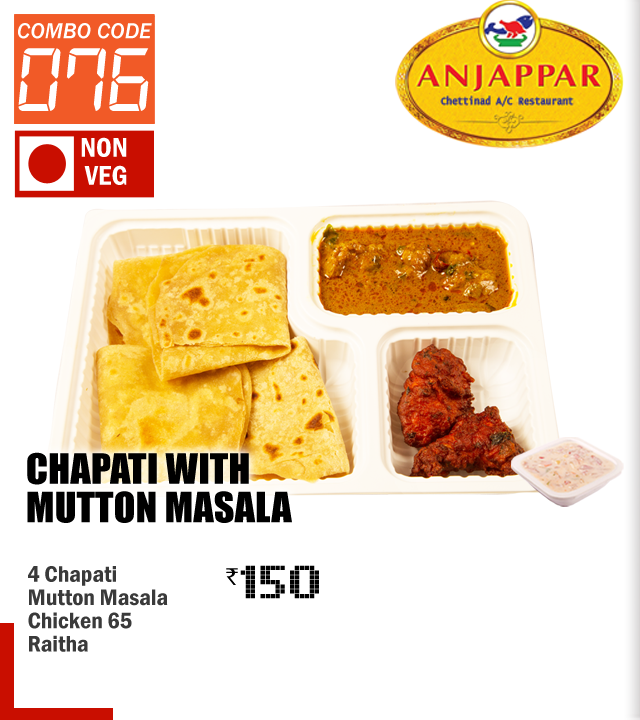 COMBO CODE
076
NON
VEG
ANJAPPAR
Chettinad A/C Restaurant
CHAPATI WITH
MUTTON MASALA
4 Chapati
Mutton Masala
Chicken 65
Raitha
₹150